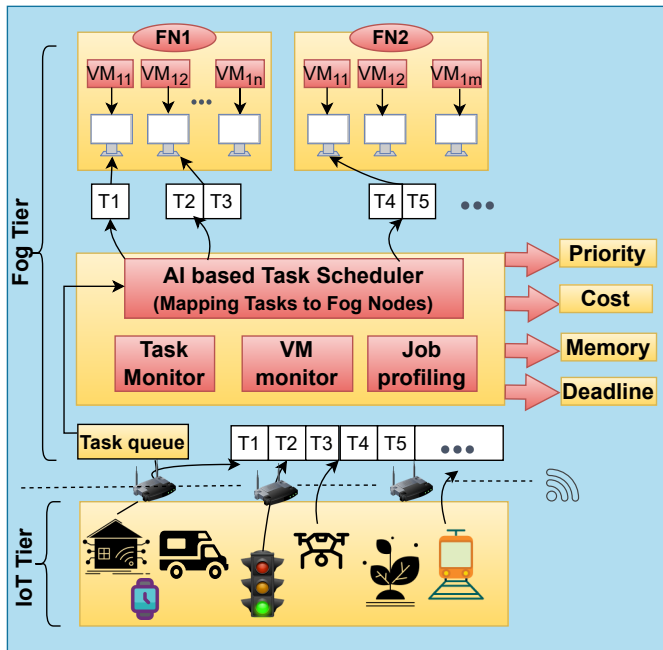 FN1
FN2
VM11 VM12 VM1n
VM11 VM12 VM1m
...
T1
T2 T3
T4 T5
...
Fog Tier
AI based Task Scheduler
(Mapping Tasks to Fog Nodes)
Task
Monitor
VM
monitor
Job
profiling
Priority
Cost
Memory
Deadline
Task queue
T1 T2 T3 T4 T5 ...
IoT Tier